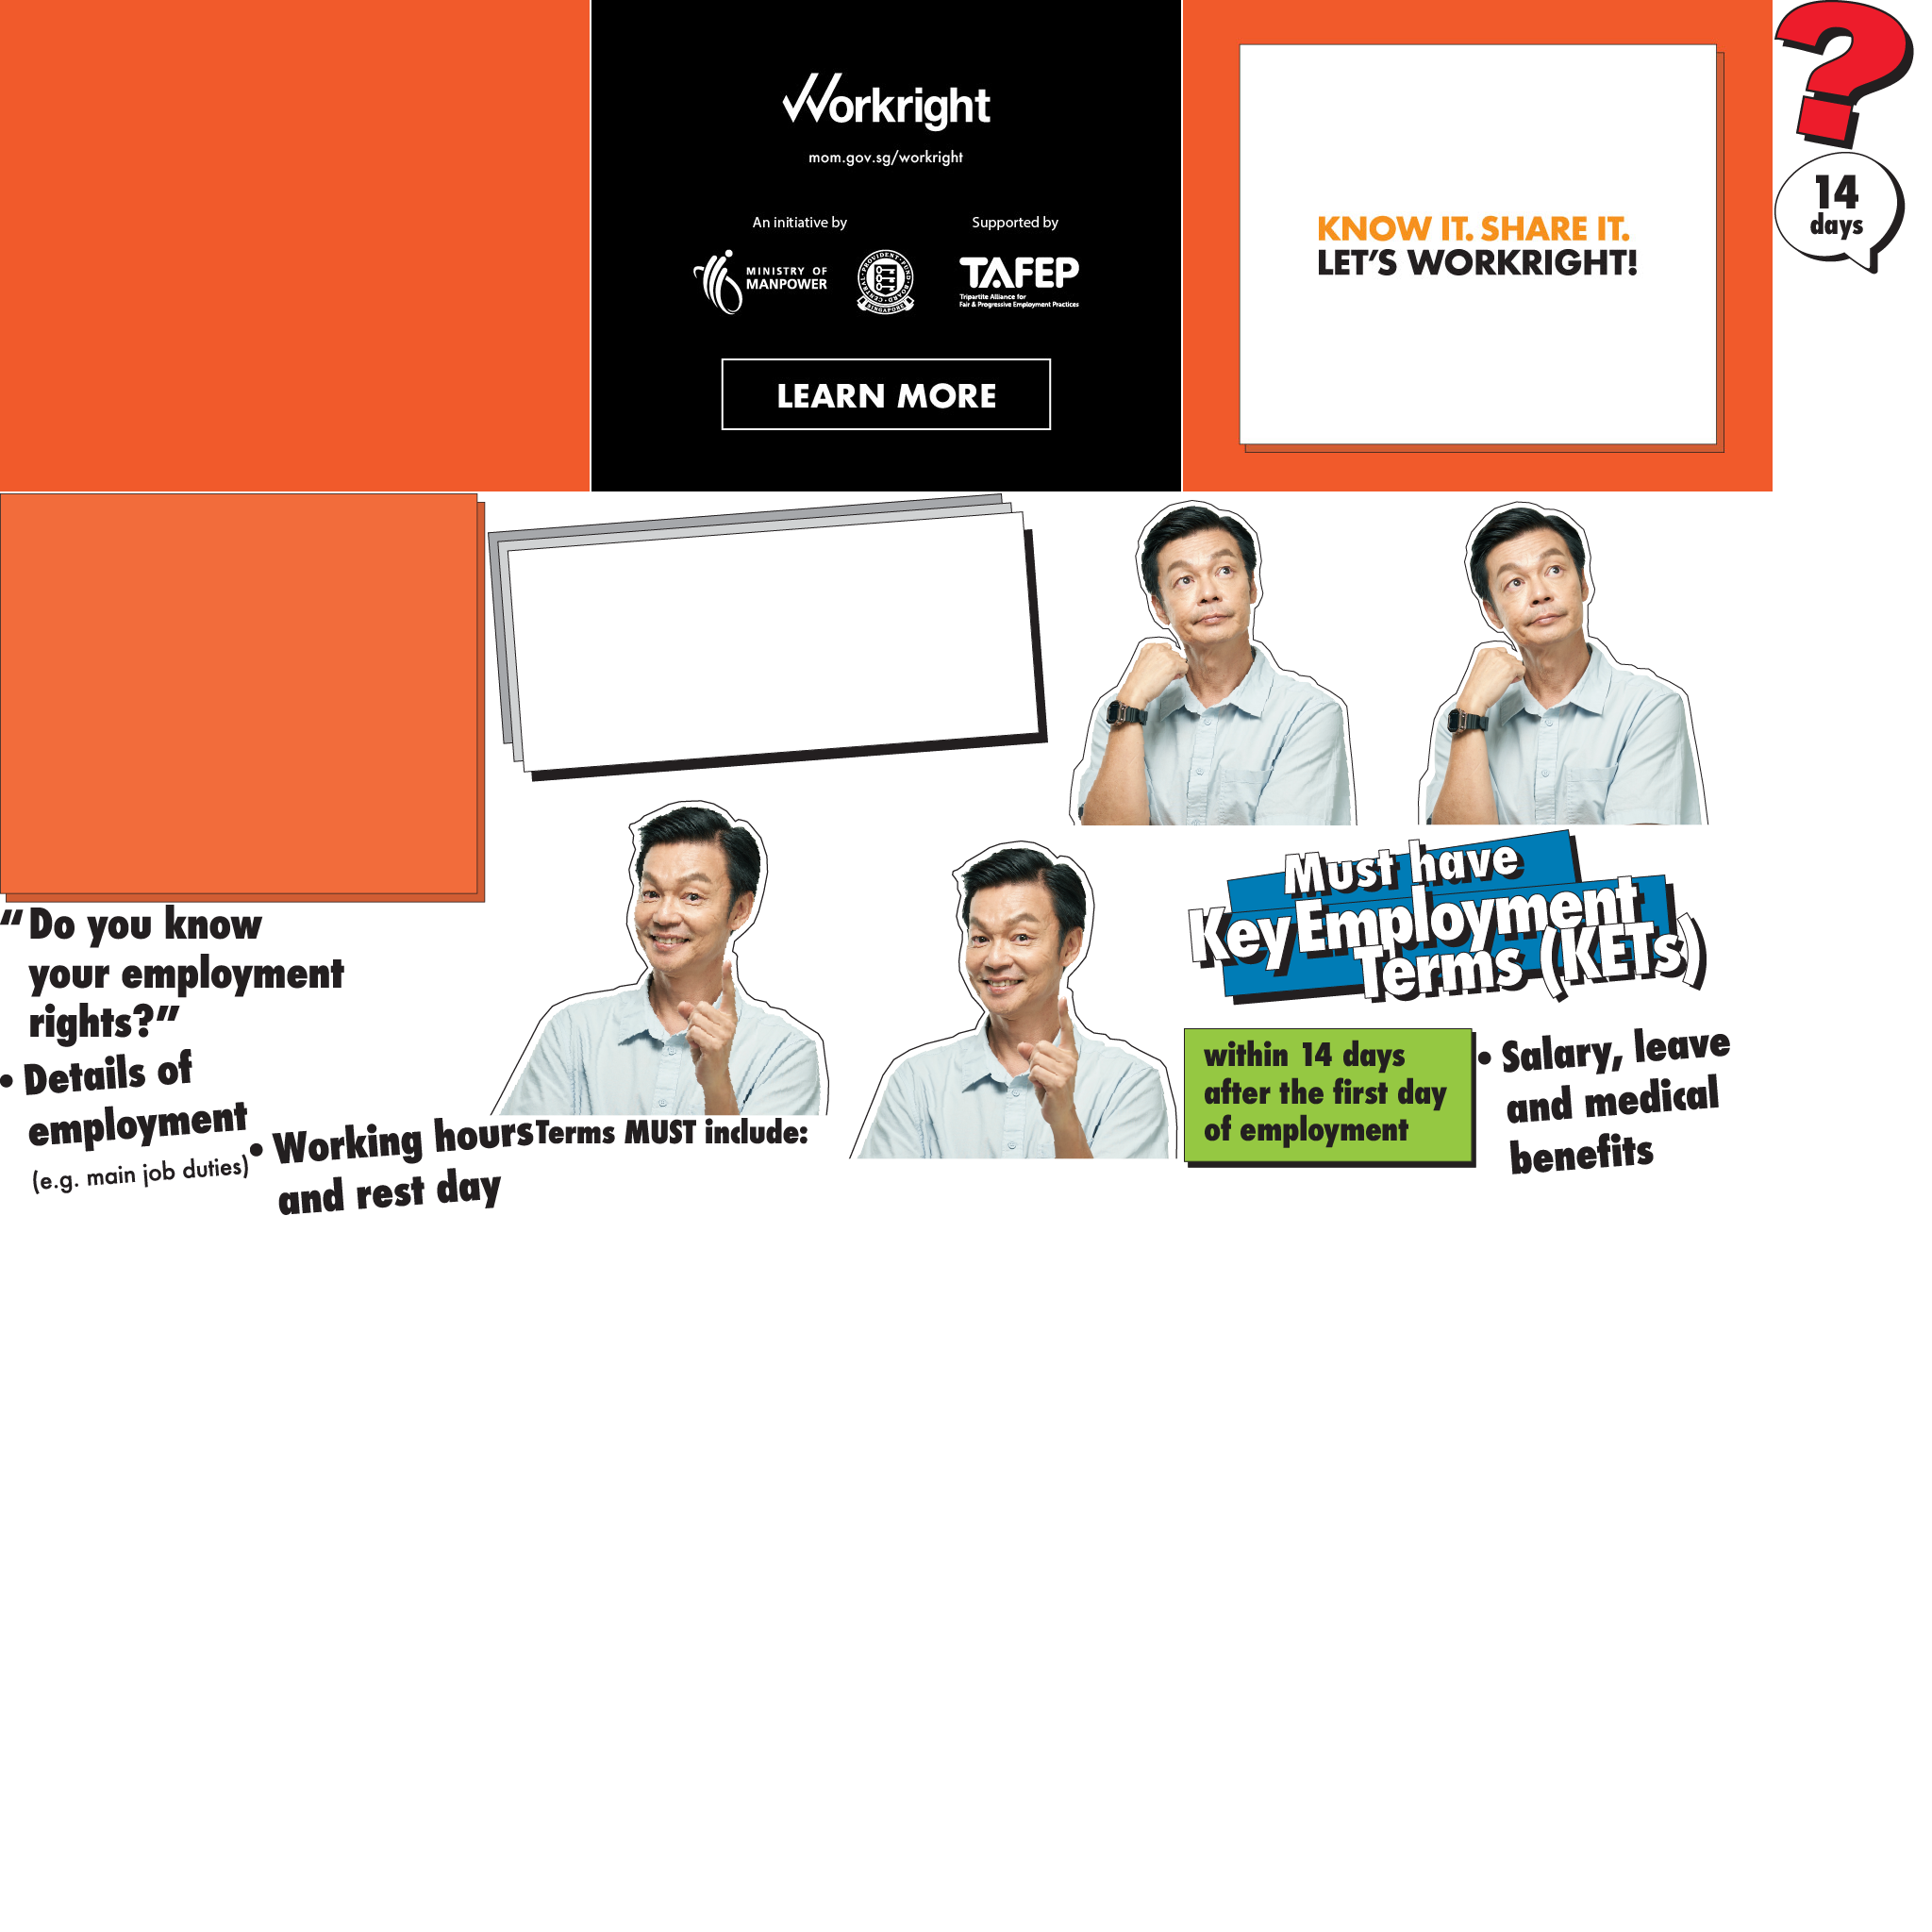 Workright
mom.gov.sg/workright
An initiative by
Supported by
MINISTRY OF
MANPOWER
CENTRAL PROVIDENT FUND BOARD
SINGAPORE
TAFEP
Tripartite Alliance for
Fair & Progressive Employment Practices
LEARN MORE
KNOW IT. SHARE IT.
LET'S WORKRIGHT!
?
14
days
“Do you know
your employment
rights?”
• Details of
employment
(e.g. main job duties)
• Working hours
and rest day
Terms MUST include:
Must have
Key Employment
Terms (KETs)
within 14 days
after the first day
of employment
• Salary, leave
and medical
benefits